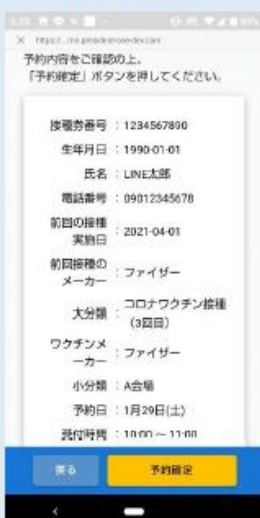 予約内容をご確認の上、
「予約確定」ボタンを押してください。
接種券番号 : 1234567890
生年月日 : 1990-01-01
氏名 : LINE太郎
電話番号 : 09012345678
前回の接種
実施日 : 2021-04-01
前回接種の
メーカー : ファイザー
大分類 : コロナワクチン接種
(3回目)
ワクチンメ
ーカー : ファイザー
小分類 : A会場
予約日 : 1月29日(土)
受付時間 : 10:00 ~ 11:00
戻る
予約確定